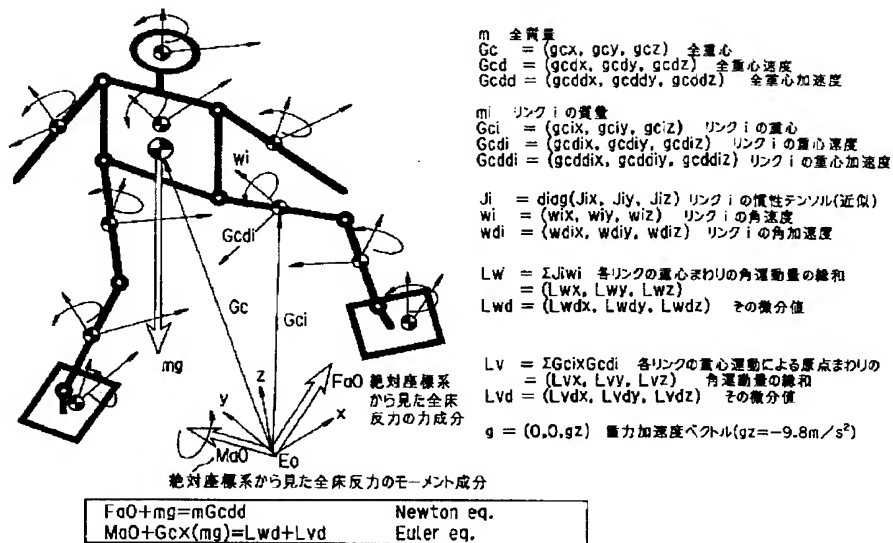 m 全質量
Gc = (gcx, gcy, gcz) 全重心
Gcd = (gcdx, gcdy, gcdz) 全重心速度
Gcdd = (gcddx, gcddy, gcddz) 全重心加速度
mi リンク i の質量
Gci = (gcix, gciy, gciz) リンク i の重心
Gcdi = (gcdix, gcdiy, gcdiz) リンク i の重心速度
Gcddi = (gcddix, gcddiy, gcddiz) リンク i の重心加速度
Ji = diag(Jix, Jiy, Jiz) リンク i の慣性テンソル(近似)
wi = (wix, wiy, wiz) リンク i の角速度
wdi = (wdix, wdiy, wdiz) リンク i の角加速度
Lw = ΣJiwi 各リンクの重心まわりの角運動量の総和
= (Lwx, Lwy, Lwz)
Lwd = (Lwdx, Lwdy, Lwdz) その微分値
Lv = ΣGcixGcdi 各リンクの重心運動による原点まわりの
= (Lvx, Lvy, Lvz) 角運動量の総和
Lvd = (Lvdx, Lvdy, Lvdz) その微分値
g = (0,0,gz) 重力加速度ベクトル(gz=-9.8m/s²)
wi
Gcdi
Gc
Gci
mg
z
y
x
FaO 絶対座標系
から見た全床
反力の力成分
MaO
Eo
絶対座標系から見た全床反力のモーメント成分
FaO+mg=mGcdd Newton eq.
MaO+Gcx(mg)=Lwd+Lvd Euler eq.